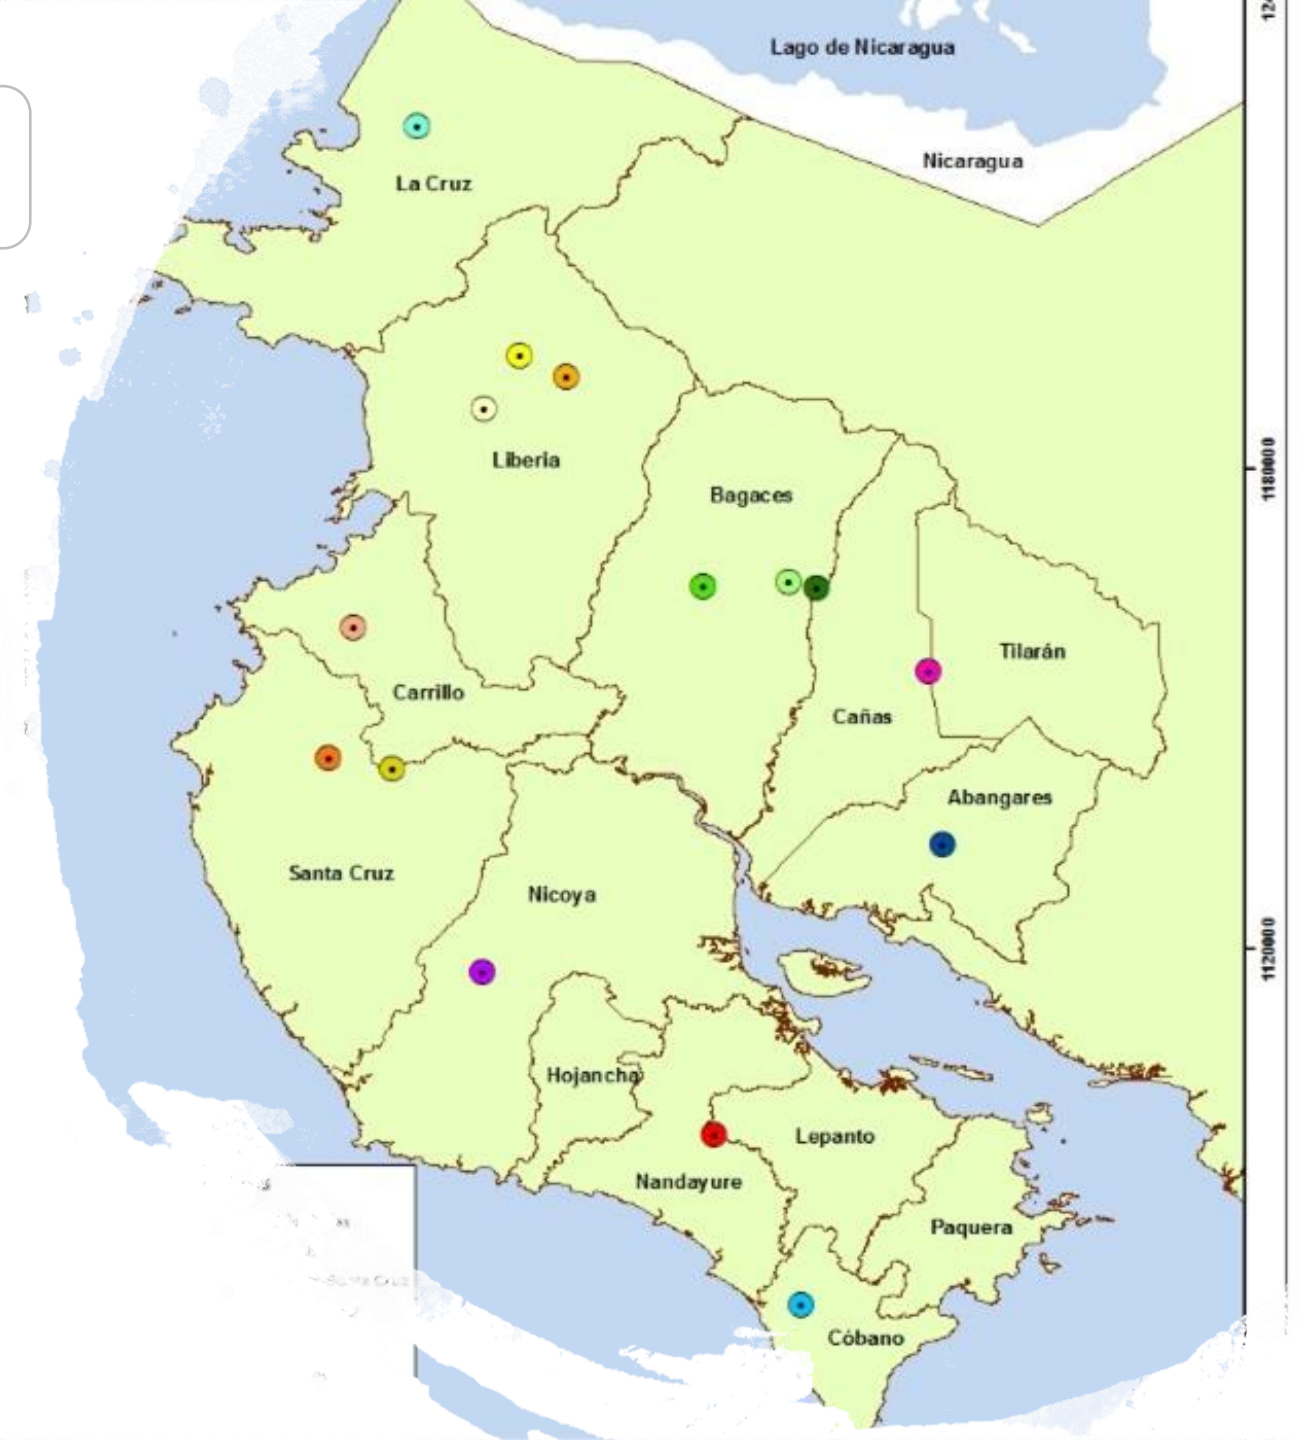 Lago de Nicaragua
Nicaragua
La Cruz
Liberia
Bagaces
1180000
Tilarán
Carrillo
Cañas
Abangares
Santa Cruz
Nicoya
1120000
Hojancha
Lepanto
Nandayure
Paquera
Cóbano